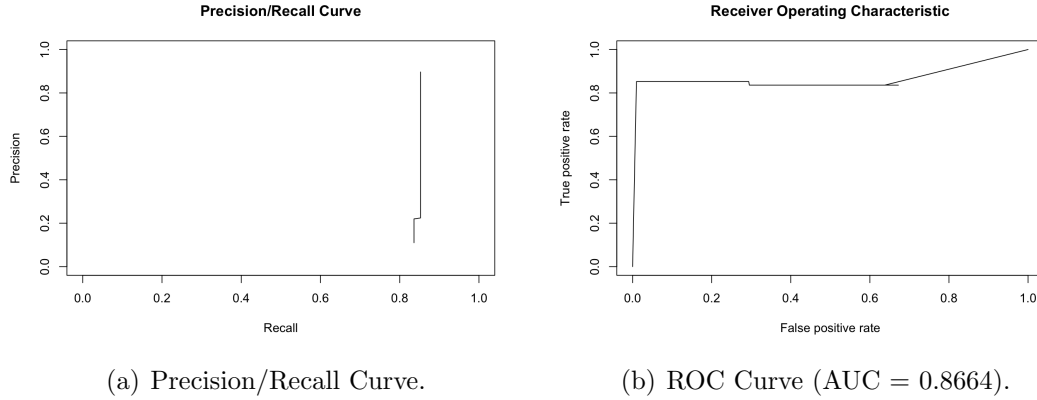 Precision/Recall Curve
Precision
0.0 0.2 0.4 0.6 0.8 1.0
0.0 0.2 0.4 0.6 0.8 1.0
Recall
(a) Precision/Recall Curve.
Receiver Operating Characteristic
True positive rate
0.0 0.2 0.4 0.6 0.8 1.0
0.0 0.2 0.4 0.6 0.8 1.0
False positive rate
(b) ROC Curve (AUC = 0.8664).